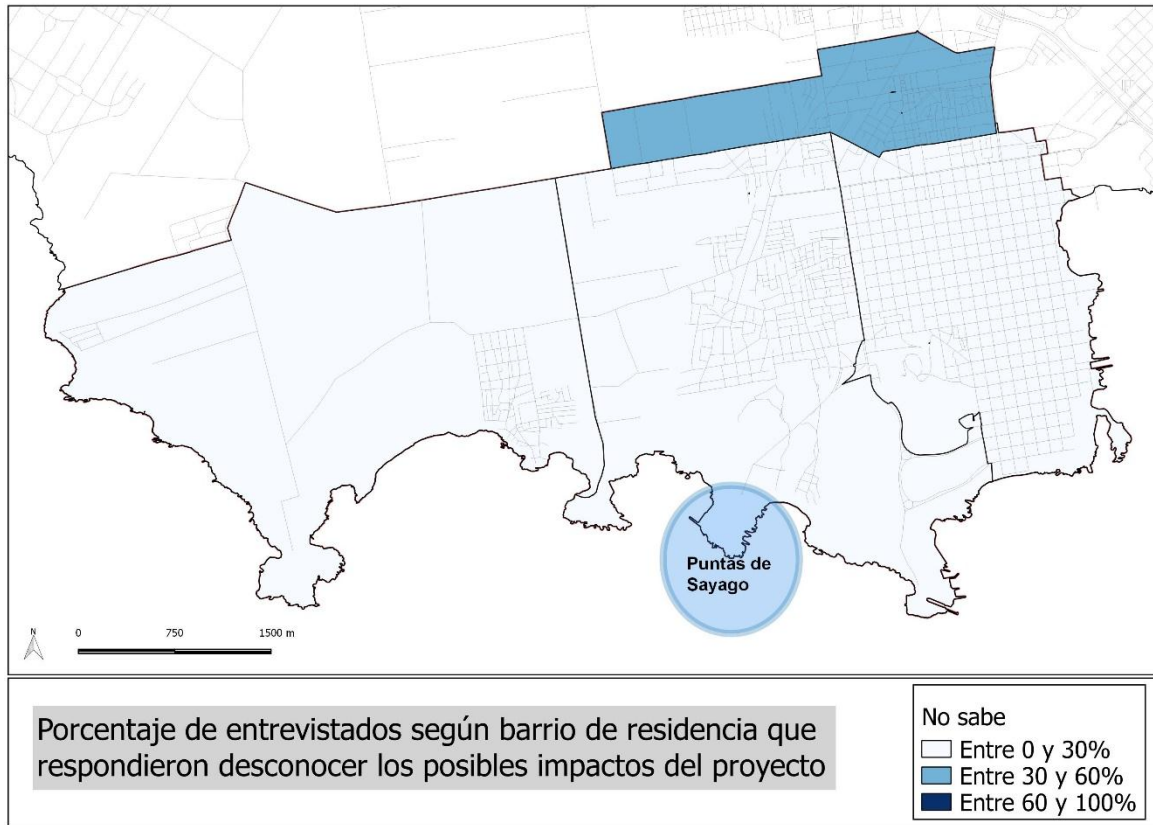 Puntas de
Sayago
N
0 750 1500 m
Porcentaje de entrevistados según barrio de residencia que
respondieron desconocer los posibles impactos del proyecto
No sabe
Entre 0 y 30%
Entre 30 y 60%
Entre 60 y 100%